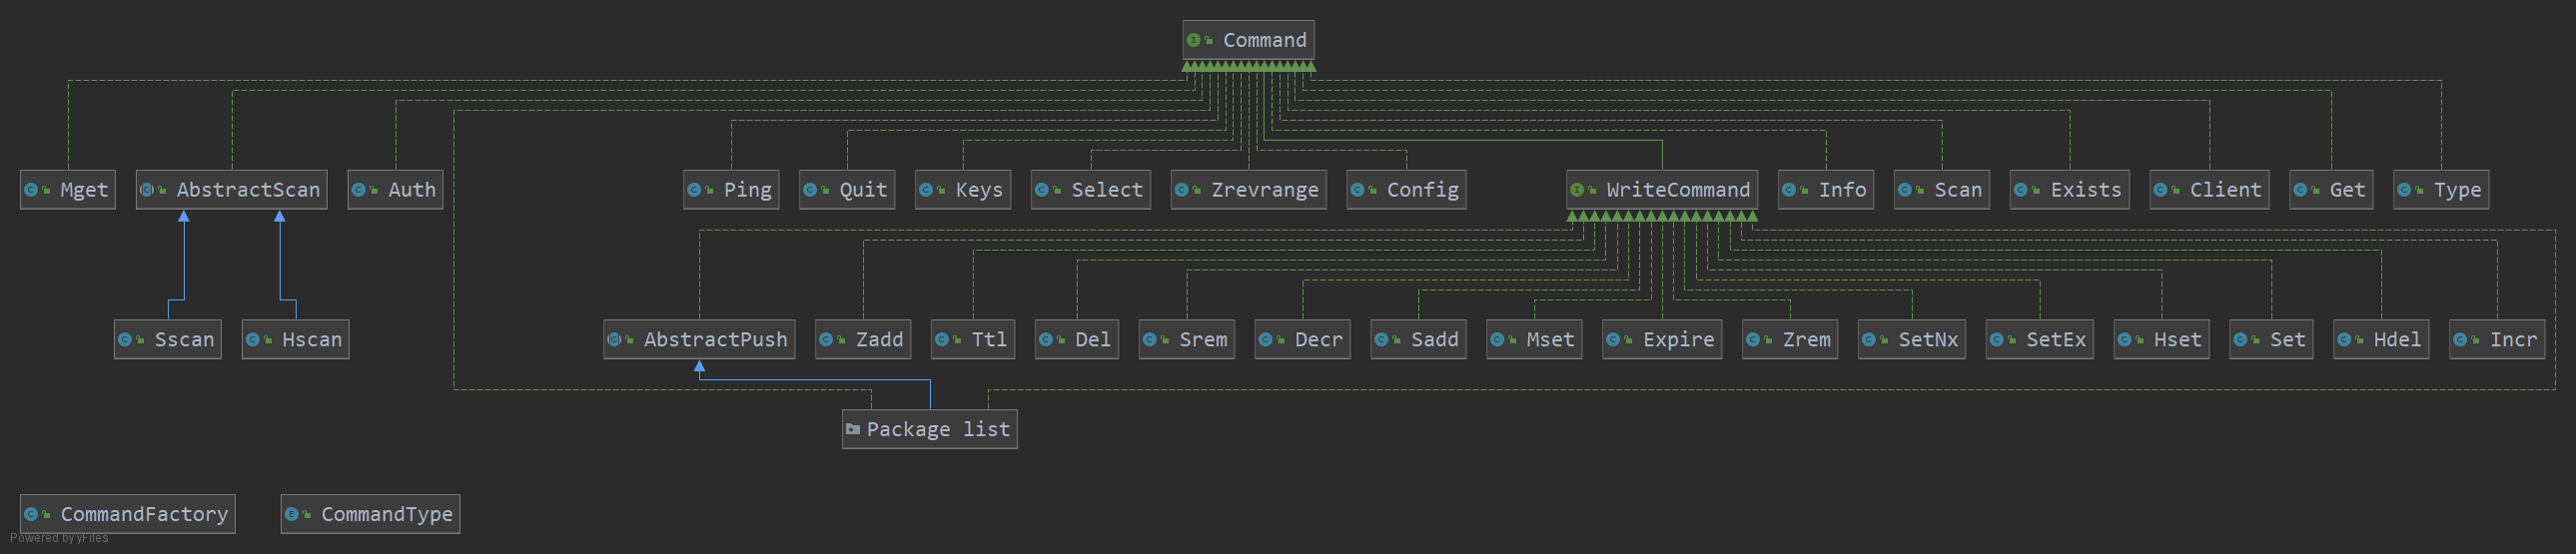 Command
Mget
AbstractScan
Auth
Ping
Quit
Keys
Select
Zrevrange
Config
WriteCommand
Info
Scan
Exists
Client
Get
Type
Sscan
Hscan
AbstractPush
Zadd
Ttl
Del
Srem
Decr
Sadd
Mset
Expire
Zrem
SetNx
SetEx
Hset
Set
Hdel
Incr
Package list
CommandFactory
CommandType
Powered by yFiles